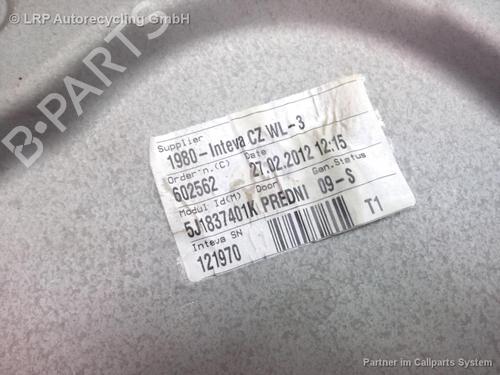 © LRP Autorecycling GmbH
B-PARTS
Supplier
1980-Inteva CZ WL-3
Order n.(C) Date
602562 27.02.2012 12:15
Modul Id(M) Door Gen.Status
5J1837401K PREDNI 09-S
Inteva SN
121970 T1
Partner im Callparts System